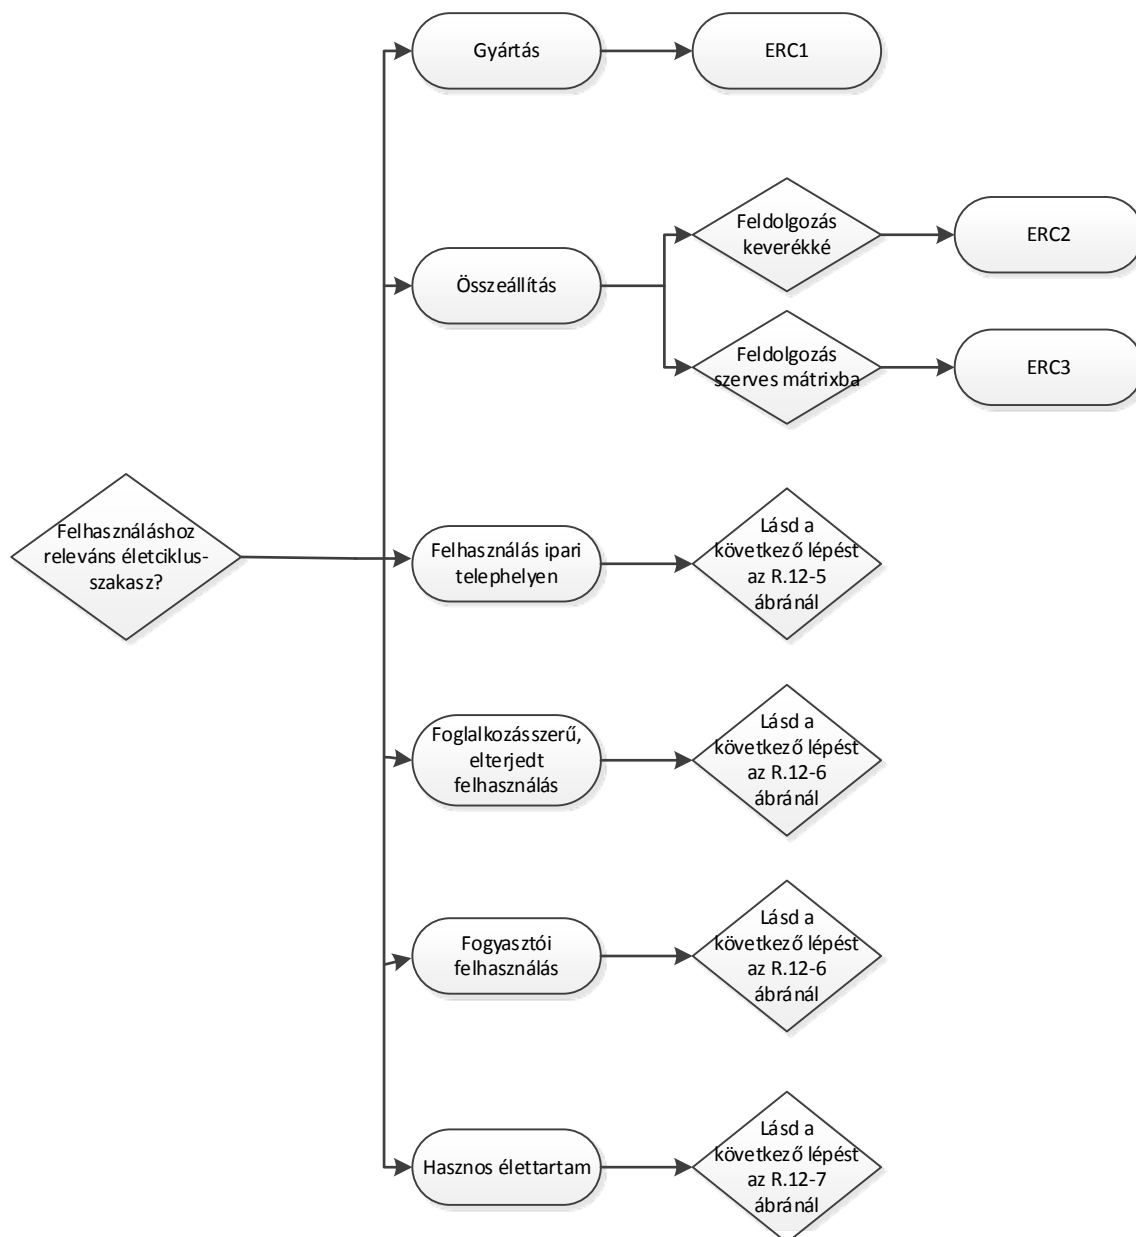 Gyártás
ERC1
Feldolgozás
keverékké
ERC2
Összeállítás
Feldolgozás
szerves mátrixba
ERC3
Felhasználáshoz
releváns életciklus-
szakasz?
Felhasználás ipari
telephelyen
Lásd a
következő lépést
az R.12-5
ábránál
Foglalkozásszerű,
elterjedt
felhasználás
Lásd a
következő lépést
az R.12-6
ábránál
Fogyasztói
felhasználás
Lásd a
következő lépést
az R.12-6
ábránál
Hasznos élettartam
Lásd a
következő lépést
az R.12-7
ábránál